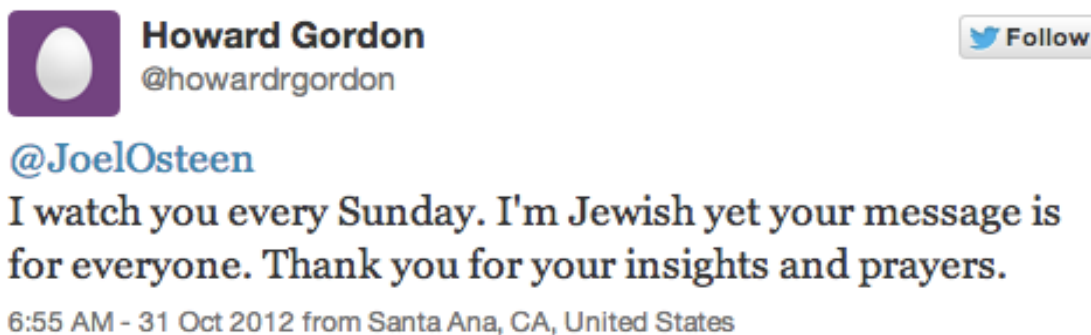 Howard Gordon
Follow
@howardrgordon
@JoelOsteen
I watch you every Sunday. I'm Jewish yet your message is
for everyone. Thank you for your insights and prayers.
6:55 AM - 31 Oct 2012 from Santa Ana, CA, United States